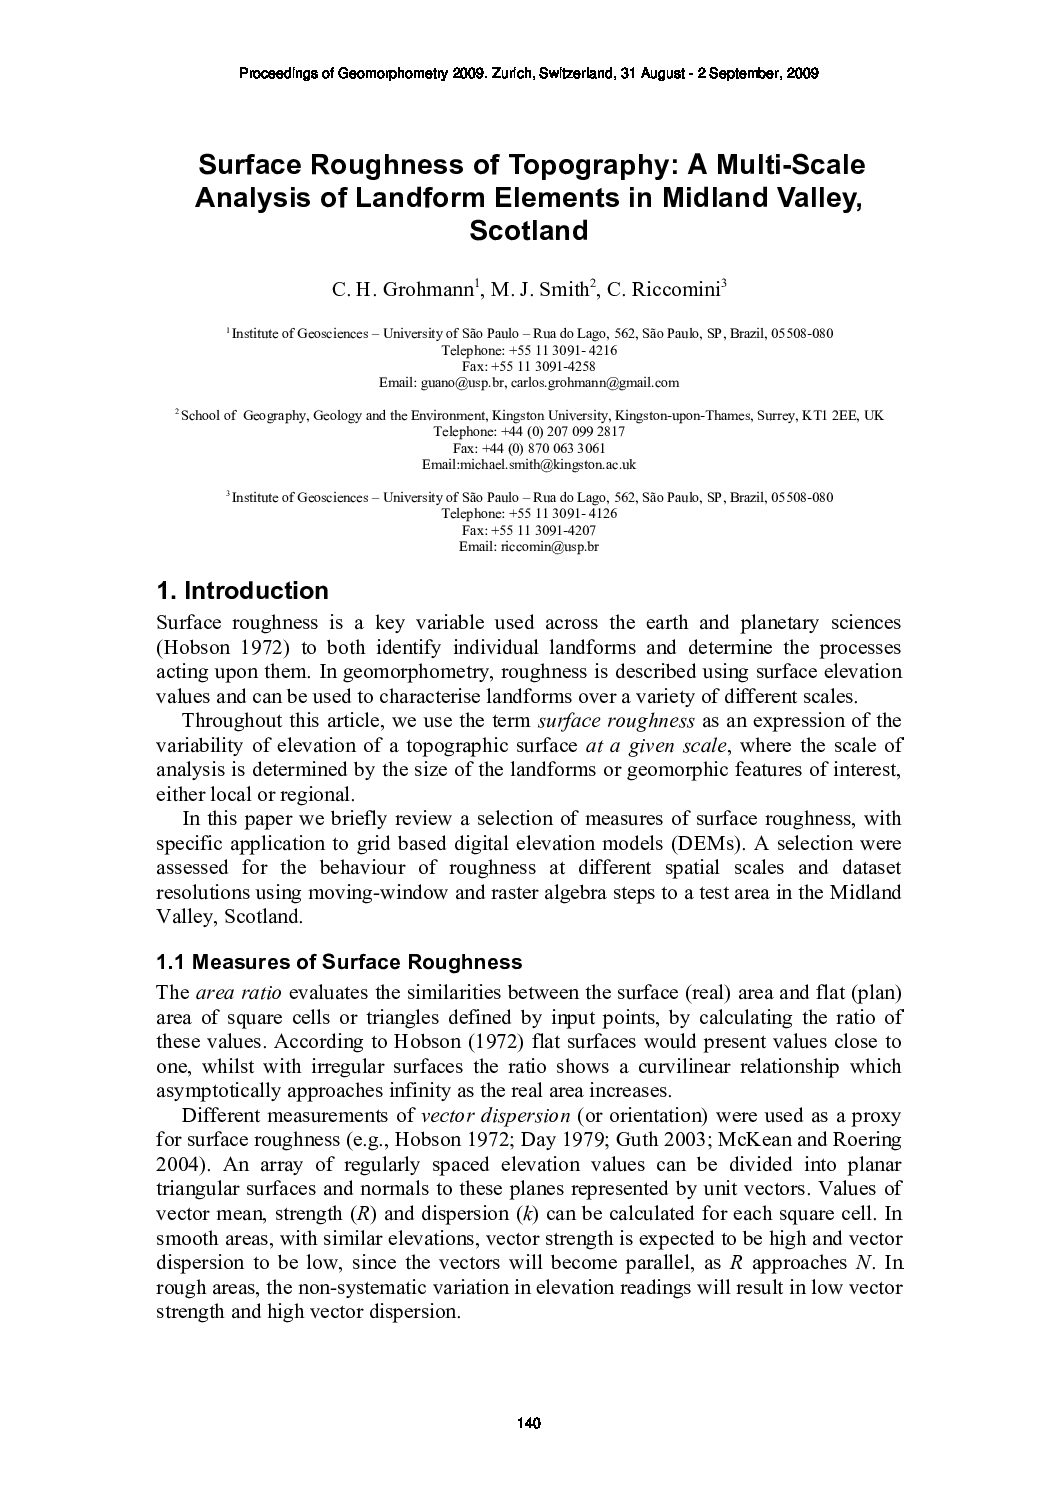 Proceedings of Geomorphometry 2009. Zurich, Switzerland, 31 August - 2 September, 2009
Surface Roughness of Topography: A Multi-Scale
Analysis of Landform Elements in Midland Valley,
Scotland
C. H. Grohmann1, M. J. Smith2, C. Riccomini3
1 Institute of Geosciences – University of São Paulo – Rua do Lago, 562, São Paulo, SP, Brazil, 05508-080
Telephone: +55 11 3091- 4216
Fax: +55 11 3091-4258
Email: guano@usp.br, carlos.grohmann@gmail.com
2 School of Geography, Geology and the Environment, Kingston University, Kingston-upon-Thames, Surrey, KT1 2EE, UK
Telephone: +44 (0) 207 099 2817
Fax: +44 (0) 870 063 3061
Email:michael.smith@kingston.ac.uk
3 Institute of Geosciences – University of São Paulo – Rua do Lago, 562, São Paulo, SP, Brazil, 05508-080
Telephone: +55 11 3091- 4126
Fax: +55 11 3091-4207
Email: riccomin@usp.br
1. Introduction
Surface roughness is a key variable used across the earth and planetary sciences
(Hobson 1972) to both identify individual landforms and determine the processes
acting upon them. In geomorphometry, roughness is described using surface elevation
values and can be used to characterise landforms over a variety of different scales.
Throughout this article, we use the term surface roughness as an expression of the
variability of elevation of a topographic surface at a given scale, where the scale of
analysis is determined by the size of the landforms or geomorphic features of interest,
either local or regional.
In this paper we briefly review a selection of measures of surface roughness, with
specific application to grid based digital elevation models (DEMs). A selection were
assessed for the behaviour of roughness at different spatial scales and dataset
resolutions using moving-window and raster algebra steps to a test area in the Midland
Valley, Scotland.
1.1 Measures of Surface Roughness
The area ratio evaluates the similarities between the surface (real) area and flat (plan)
area of square cells or triangles defined by input points, by calculating the ratio of
these values. According to Hobson (1972) flat surfaces would present values close to
one, whilst with irregular surfaces the ratio shows a curvilinear relationship which
asymptotically approaches infinity as the real area increases.
Different measurements of vector dispersion (or orientation) were used as a proxy
for surface roughness (e.g., Hobson 1972; Day 1979; Guth 2003; McKean and Roering
2004). An array of regularly spaced elevation values can be divided into planar
triangular surfaces and normals to these planes represented by unit vectors. Values of
vector mean, strength (R) and dispersion (k) can be calculated for each square cell. In
smooth areas, with similar elevations, vector strength is expected to be high and vector
dispersion to be low, since the vectors will become parallel, as R approaches N. In
rough areas, the non-systematic variation in elevation readings will result in low vector
strength and high vector dispersion.
140